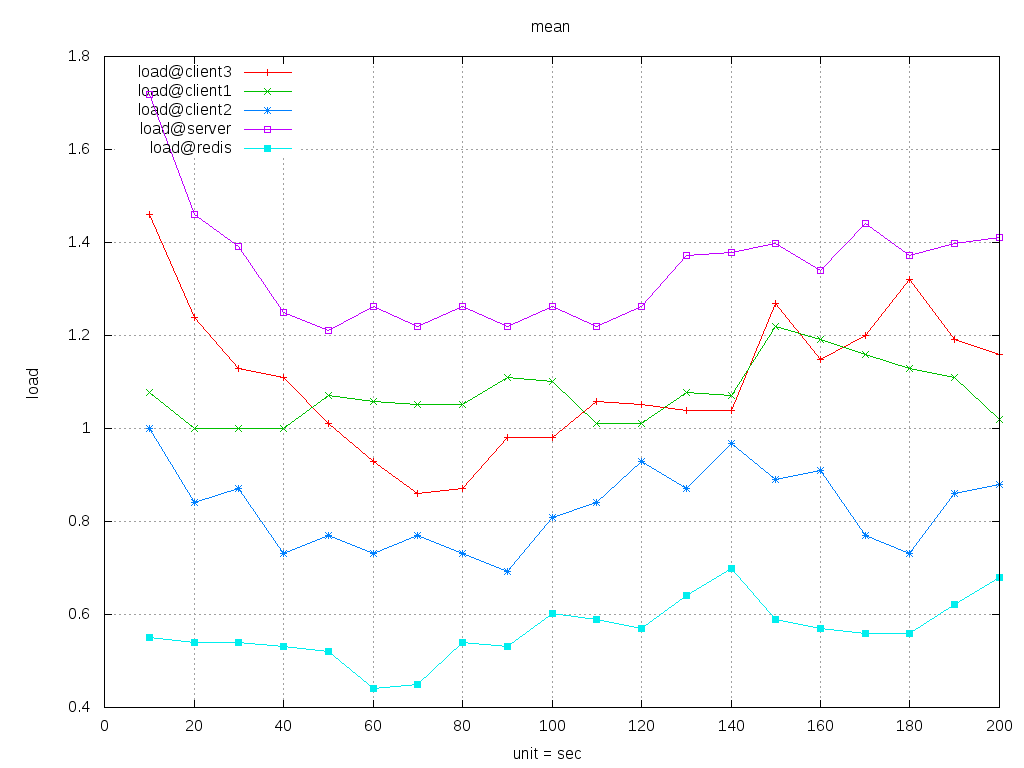 mean
1.8
1.6
1.4
1.2
1
0.8
0.6
0.4
load
load@client3
load@client1
load@client2
load@server
load@redis
0 20 40 60 80 100 120 140 160 180 200
unit = sec